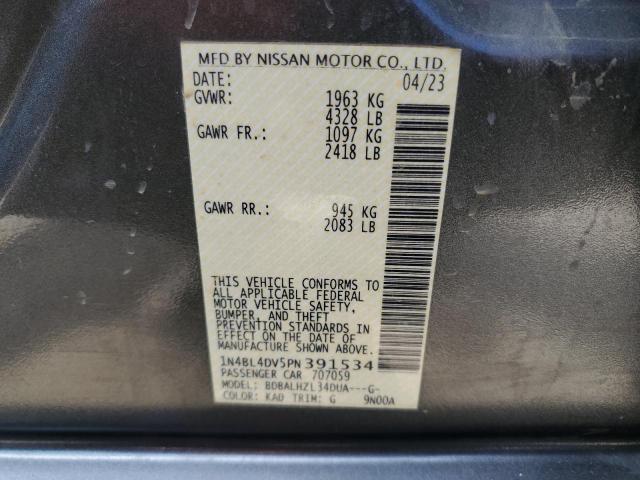 MFD BY NISSAN MOTOR CO., LTD.
DATE: 04/23
GVWR: 1963 KG
4328 LB
GAWR FR.: 1097 KG
2418 LB
GAWR RR.: 945 KG
2083 LB
THIS VEHICLE CONFORMS TO
ALL APPLICABLE FEDERAL
MOTOR VEHICLE SAFETY,
BUMPER, AND THEFT
PREVENTION STANDARDS IN
EFFECT ON THE DATE OF
MANUFACTURE SHOWN ABOVE.
1N4BL4DV5PN391534
PASSENGER CAR 707059
MODEL: BDBALHZL34DUA---G-
COLOR: KAD TRIM: G 9N00A